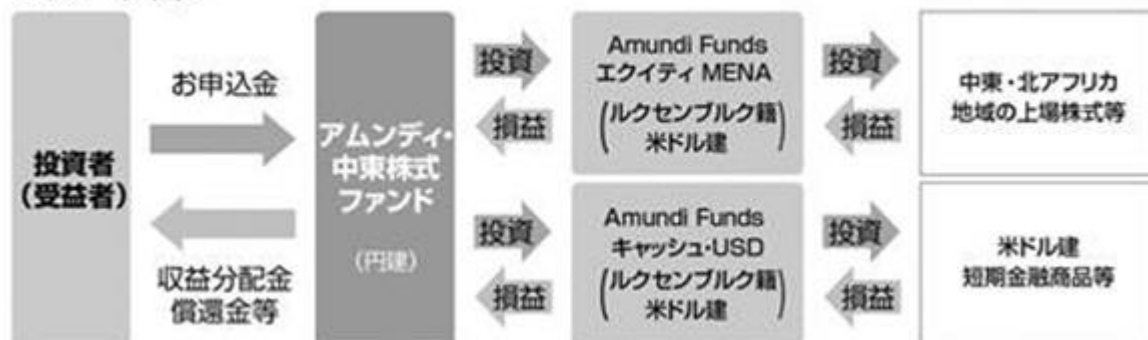 投資者
(受益者)
お申込金
収益分配金
償還金等
アムンディ・
中東株式
ファンド
(円建)
投資
損益
Amundi Funds
エクイティ MENA
(ルクセンブルク籍
米ドル建)
投資
損益
中東・北アフリカ
地域の上場株式等
投資
損益
Amundi Funds
キャッシュ・USD
(ルクセンブルク籍
米ドル建)
投資
損益
米ドル建
短期金融商品等